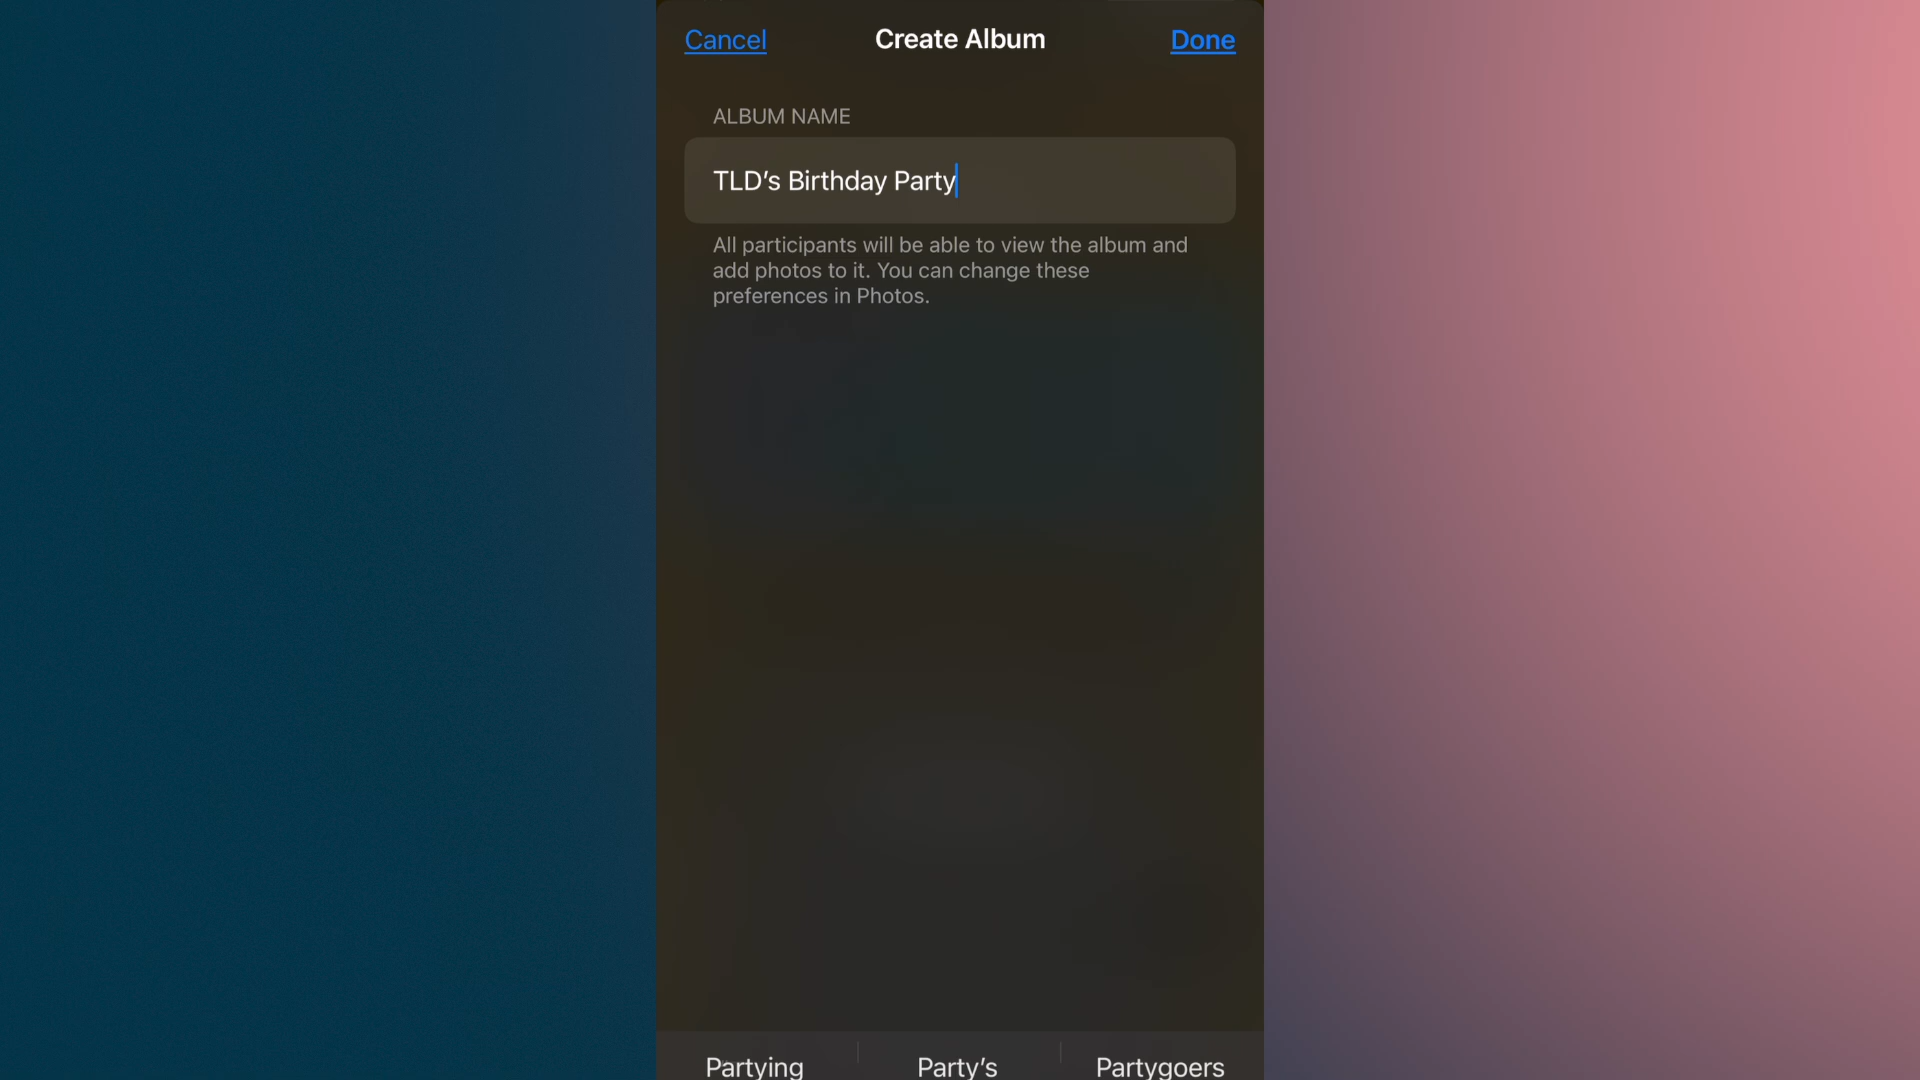 Cancel
Create Album
Done
ALBUM NAME
TLD’s Birthday Party
All participants will be able to view the album and
add photos to it. You can change these
preferences in Photos.
Partying
Party’s
Partygoers